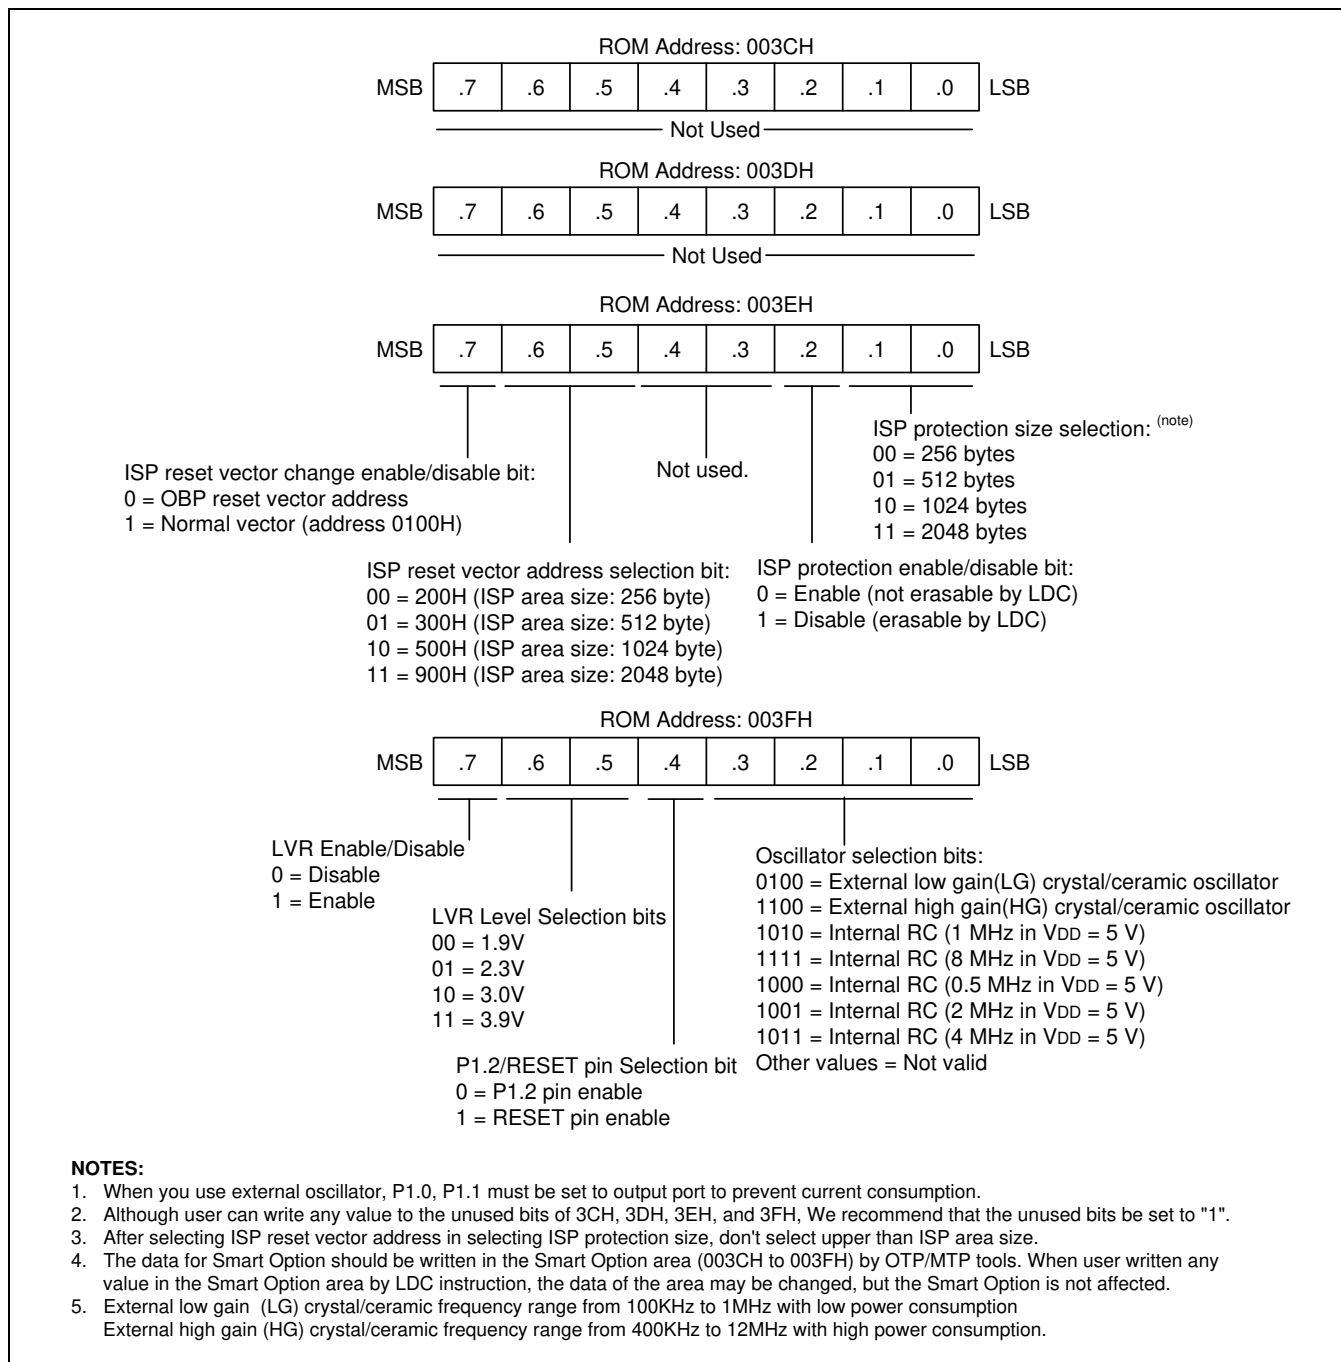 ROM Address: 003CH
MSB .7 .6 .5 .4 .3 .2 .1 .0 LSB
Not Used
ROM Address: 003DH
MSB .7 .6 .5 .4 .3 .2 .1 .0 LSB
Not Used
ROM Address: 003EH
MSB .7 .6 .5 .4 .3 .2 .1 .0 LSB
ISP reset vector change enable/disable bit:
0 = OBP reset vector address
1 = Normal vector (address 0100H)
Not used.
ISP protection size selection: (note)
00 = 256 bytes
01 = 512 bytes
10 = 1024 bytes
11 = 2048 bytes
ISP reset vector address selection bit:
00 = 200H (ISP area size: 256 byte)
01 = 300H (ISP area size: 512 byte)
10 = 500H (ISP area size: 1024 byte)
11 = 900H (ISP area size: 2048 byte)
ISP protection enable/disable bit:
0 = Enable (not erasable by LDC)
1 = Disable (erasable by LDC)
ROM Address: 003FH
MSB .7 .6 .5 .4 .3 .2 .1 .0 LSB
LVR Enable/Disable
0 = Disable
1 = Enable
LVR Level Selection bits
00 = 1.9V
01 = 2.3V
10 = 3.0V
11 = 3.9V
P1.2/RESET pin Selection bit
0 = P1.2 pin enable
1 = RESET pin enable
Oscillator selection bits:
0100 = External low gain(LG) crystal/ceramic oscillator
1100 = External high gain(HG) crystal/ceramic oscillator
1010 = Internal RC (1 MHz in VDD = 5 V)
1111 = Internal RC (8 MHz in VDD = 5 V)
1000 = Internal RC (0.5 MHz in VDD = 5 V)
1001 = Internal RC (2 MHz in VDD = 5 V)
1011 = Internal RC (4 MHz in VDD = 5 V)
Other values = Not valid
NOTES:
1. When you use external oscillator, P1.0, P1.1 must be set to output port to prevent current consumption.
2. Although user can write any value to the unused bits of 3CH, 3DH, 3EH, and 3FH, We recommend that the unused bits be set to "1".
3. After selecting ISP reset vector address in selecting ISP protection size, don't select upper than ISP area size.
4. The data for Smart Option should be written in the Smart Option area (003CH to 003FH) by OTP/MTP tools. When user written any
value in the Smart Option area by LDC instruction, the data of the area may be changed, but the Smart Option is not affected.
5. External low gain (LG) crystal/ceramic frequency range from 100KHz to 1MHz with low power consumption
External high gain (HG) crystal/ceramic frequency range from 400KHz to 12MHz with high power consumption.